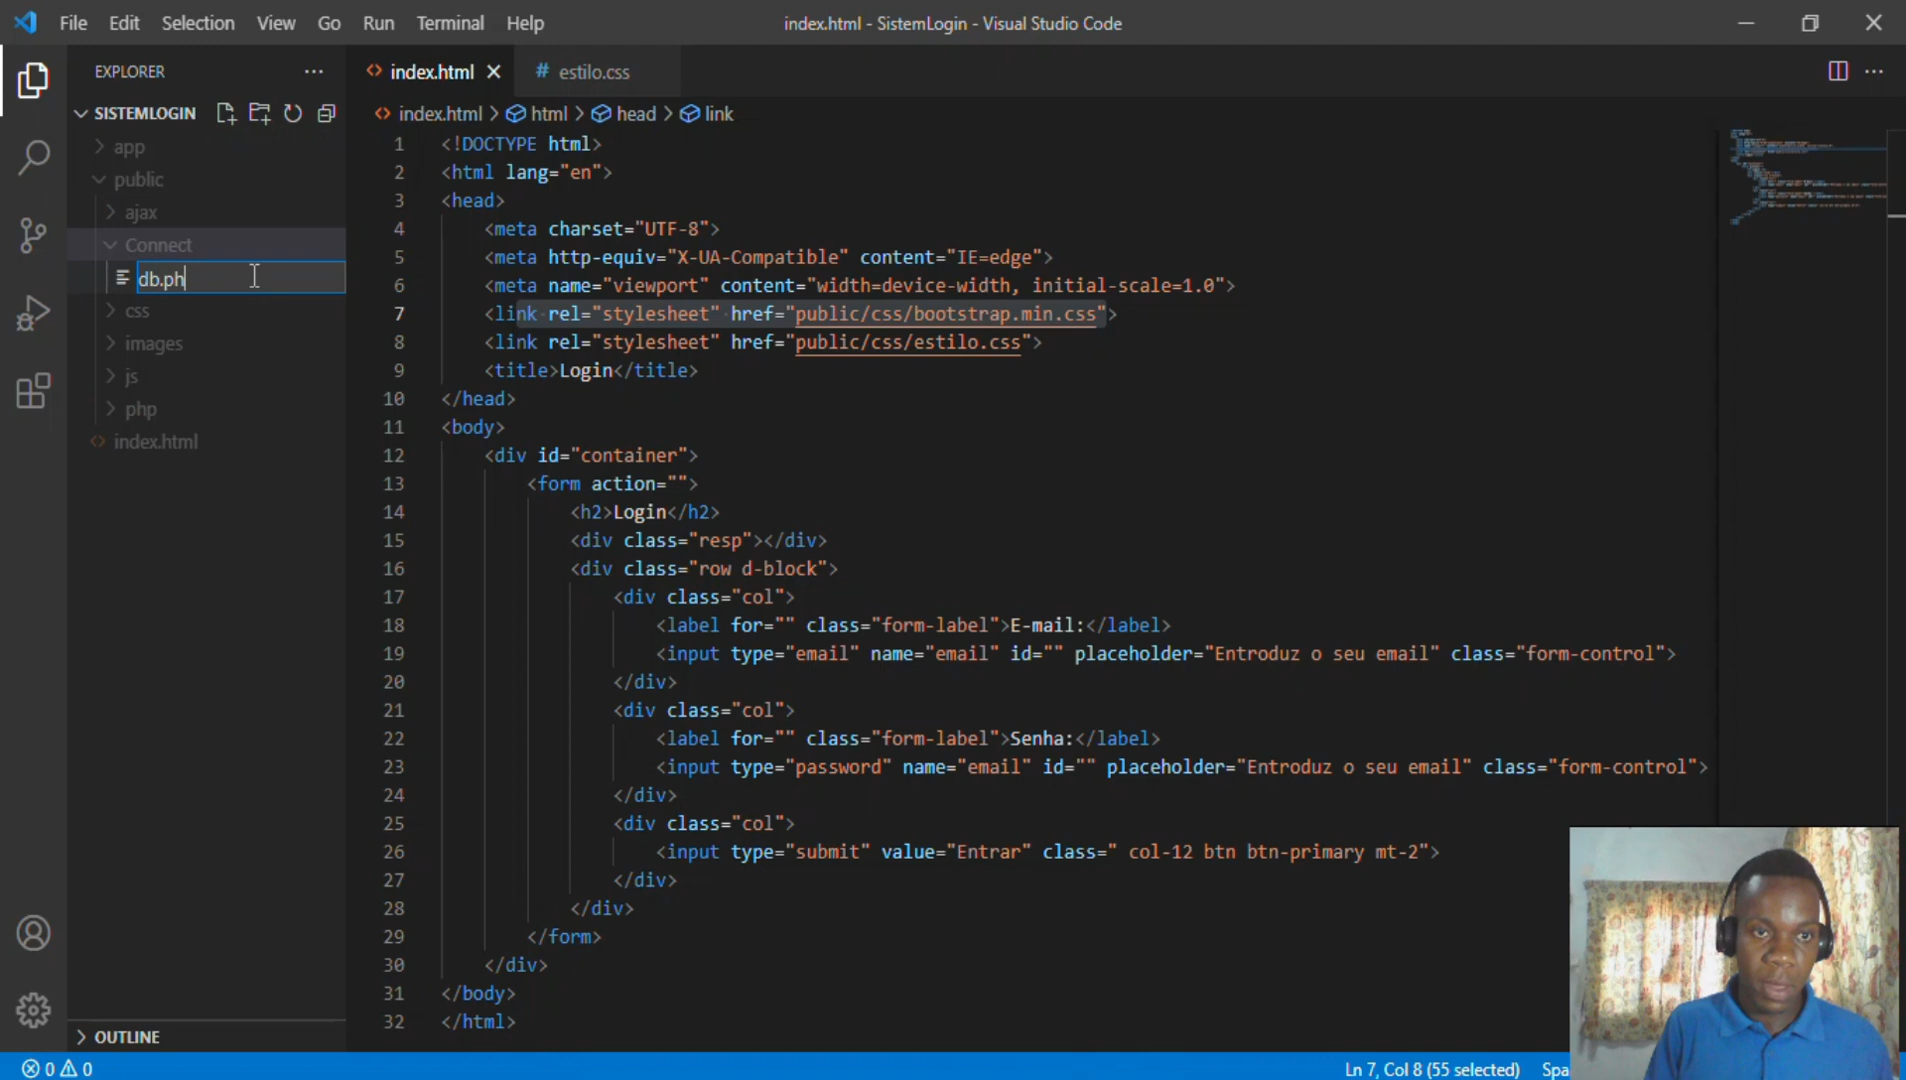 File Edit Selection View Go Run Terminal Help
index.html - SistemLogin - Visual Studio Code
EXPLORER
SISTEMLOGIN
app
public
ajax
Connect
db.ph
css
images
js
php
index.html
OUTLINE
index.html
# estilo.css
index.html > html > head > link
1 <!DOCTYPE html>
2 <html lang="en">
3 <head>
4 <meta charset="UTF-8">
5 <meta http-equiv="X-UA-Compatible" content="IE=edge">
6 <meta name="viewport" content="width=device-width, initial-scale=1.0">
7 <link rel="stylesheet" href="public/css/bootstrap.min.css">
8 <link rel="stylesheet" href="public/css/estilo.css">
9 <title>Login</title>
10 </head>
11 <body>
12 <div id="container">
13 <form action="">
14 <h2>Login</h2>
15 <div class="resp"></div>
16 <div class="row d-block">
17 <div class="col">
18 <label for="" class="form-label">E-mail:</label>
19 <input type="email" name="email" id="" placeholder="Entroduz o seu email" class="form-control">
20 </div>
21 <div class="col">
22 <label for="" class="form-label">Senha:</label>
23 <input type="password" name="email" id="" placeholder="Entroduz o seu email" class="form-control">
24 </div>
25 <div class="col">
26 <input type="submit" value="Entrar" class=" col-12 btn btn-primary mt-2">
27 </div>
28 </div>
29 </form>
30 </div>
31 </body>
32 </html>
0 0
Ln 7, Col 8 (55 selected)
Spa